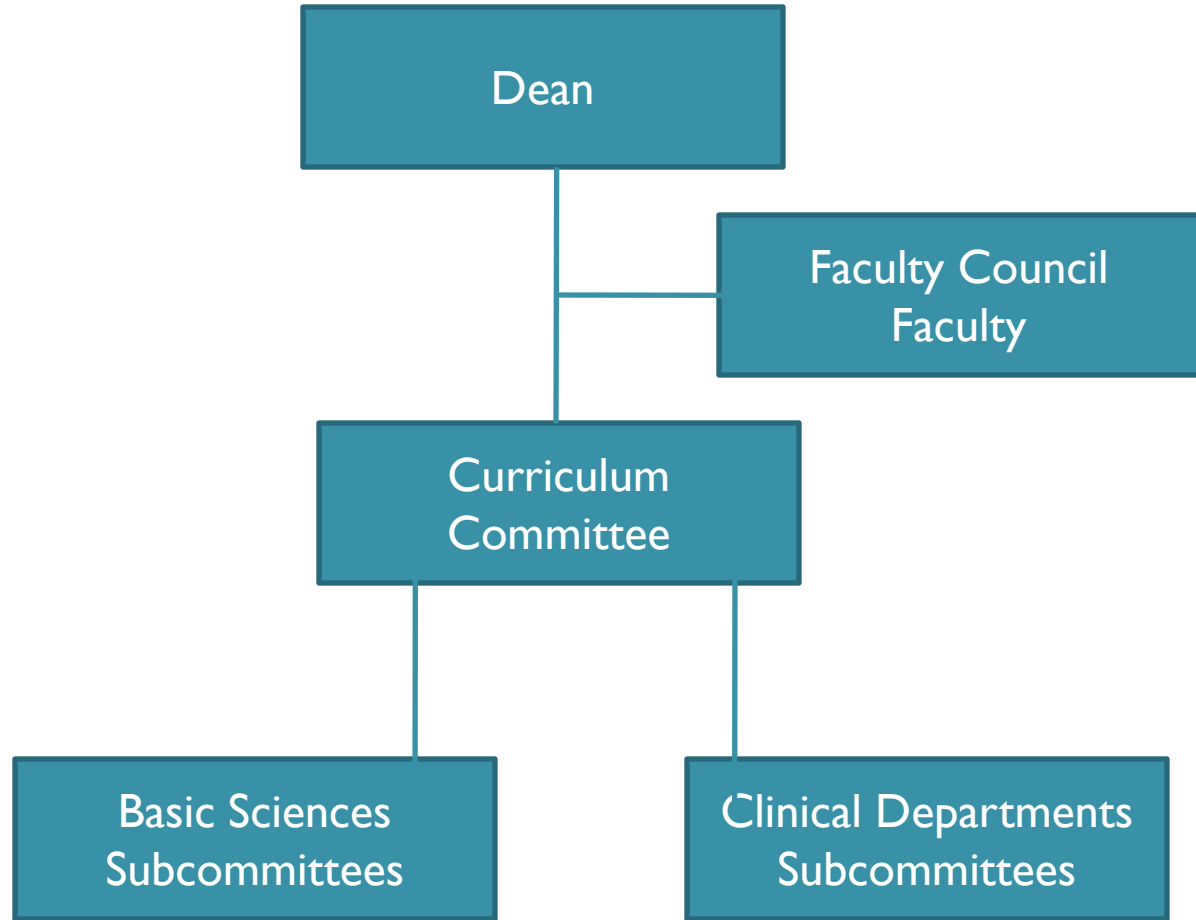 Dean
Faculty Council
Faculty
Curriculum
Committee
Basic Sciences
Subcommittees
Clinical Departments
Subcommittees